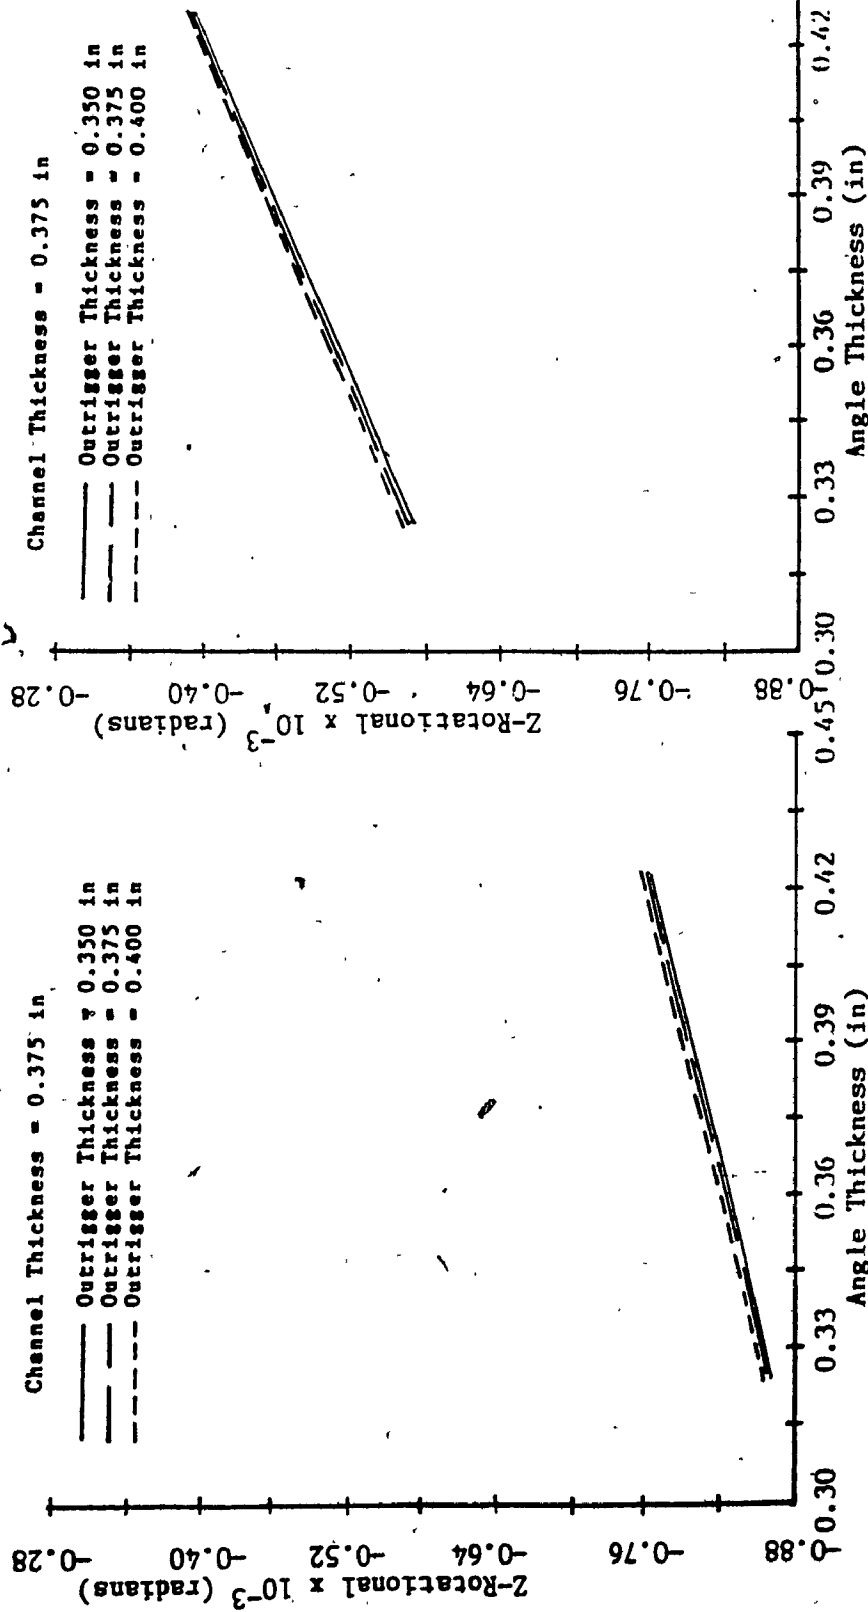 Channel Thickness = 0.375 in
Outrigger Thickness = 0.350 in
Outrigger Thickness = 0.375 in
Outrigger Thickness = 0.400 in
Z-Rotational x 10⁻³ (radians)
-0.28
-0.40
-0.52
-0.64
-0.76
-0.88
0.30
0.33
0.36
0.39
0.42
0.45
Angle Thickness (in)
Channel Thickness = 0.375 in
Outrigger Thickness = 0.350 in
Outrigger Thickness = 0.375 in
Outrigger Thickness = 0.400 in
Z-Rotational x 10⁻³ (radians)
-0.28
-0.40
-0.52
-0.64
-0.76
-0.88
0.30
0.33
0.36
0.39
0.42
Angle Thickness (in)